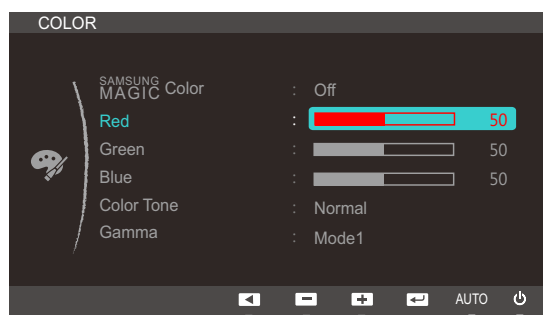 COLOR
SAMSUNG MAGIC Color : Off
Red : 50
Green : 50
Blue : 50
Color Tone : Normal
Gamma : Mode1
AUTO